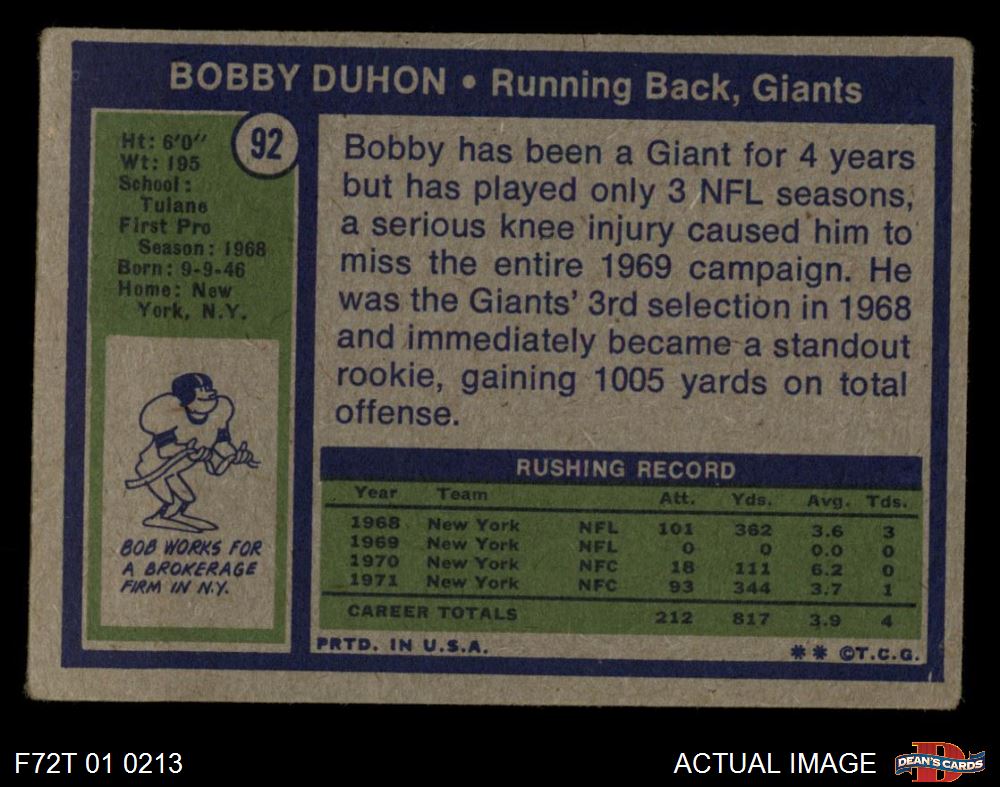 BOBBY DUHON • Running Back, Giants
92
Ht: 6'0"
Wt: 195
School:
Tulane
First Pro
Season: 1968
Born: 9-9-46
Home: New
York, N.Y.
BOB WORKS FOR
A BROKERAGE
FIRM IN N.Y.
Bobby has been a Giant for 4 years
but has played only 3 NFL seasons,
a serious knee injury caused him to
miss the entire 1969 campaign. He
was the Giants' 3rd selection in 1968
and immediately became a standout
rookie, gaining 1005 yards on total
offense.
RUSHING RECORD
Year Team Att. Yds. Avg. Tds.
1968 New York NFL 101 362 3.6 3
1969 New York NFL 0 0 0.0 0
1970 New York NFC 18 111 6.2 0
1971 New York NFC 93 344 3.7 1
CAREER TOTALS 212 817 3.9 4
PRTD. IN U.S.A. ** ©T.C.G.
F72T 01 0213 ACTUAL IMAGE DEAN'S CARDS